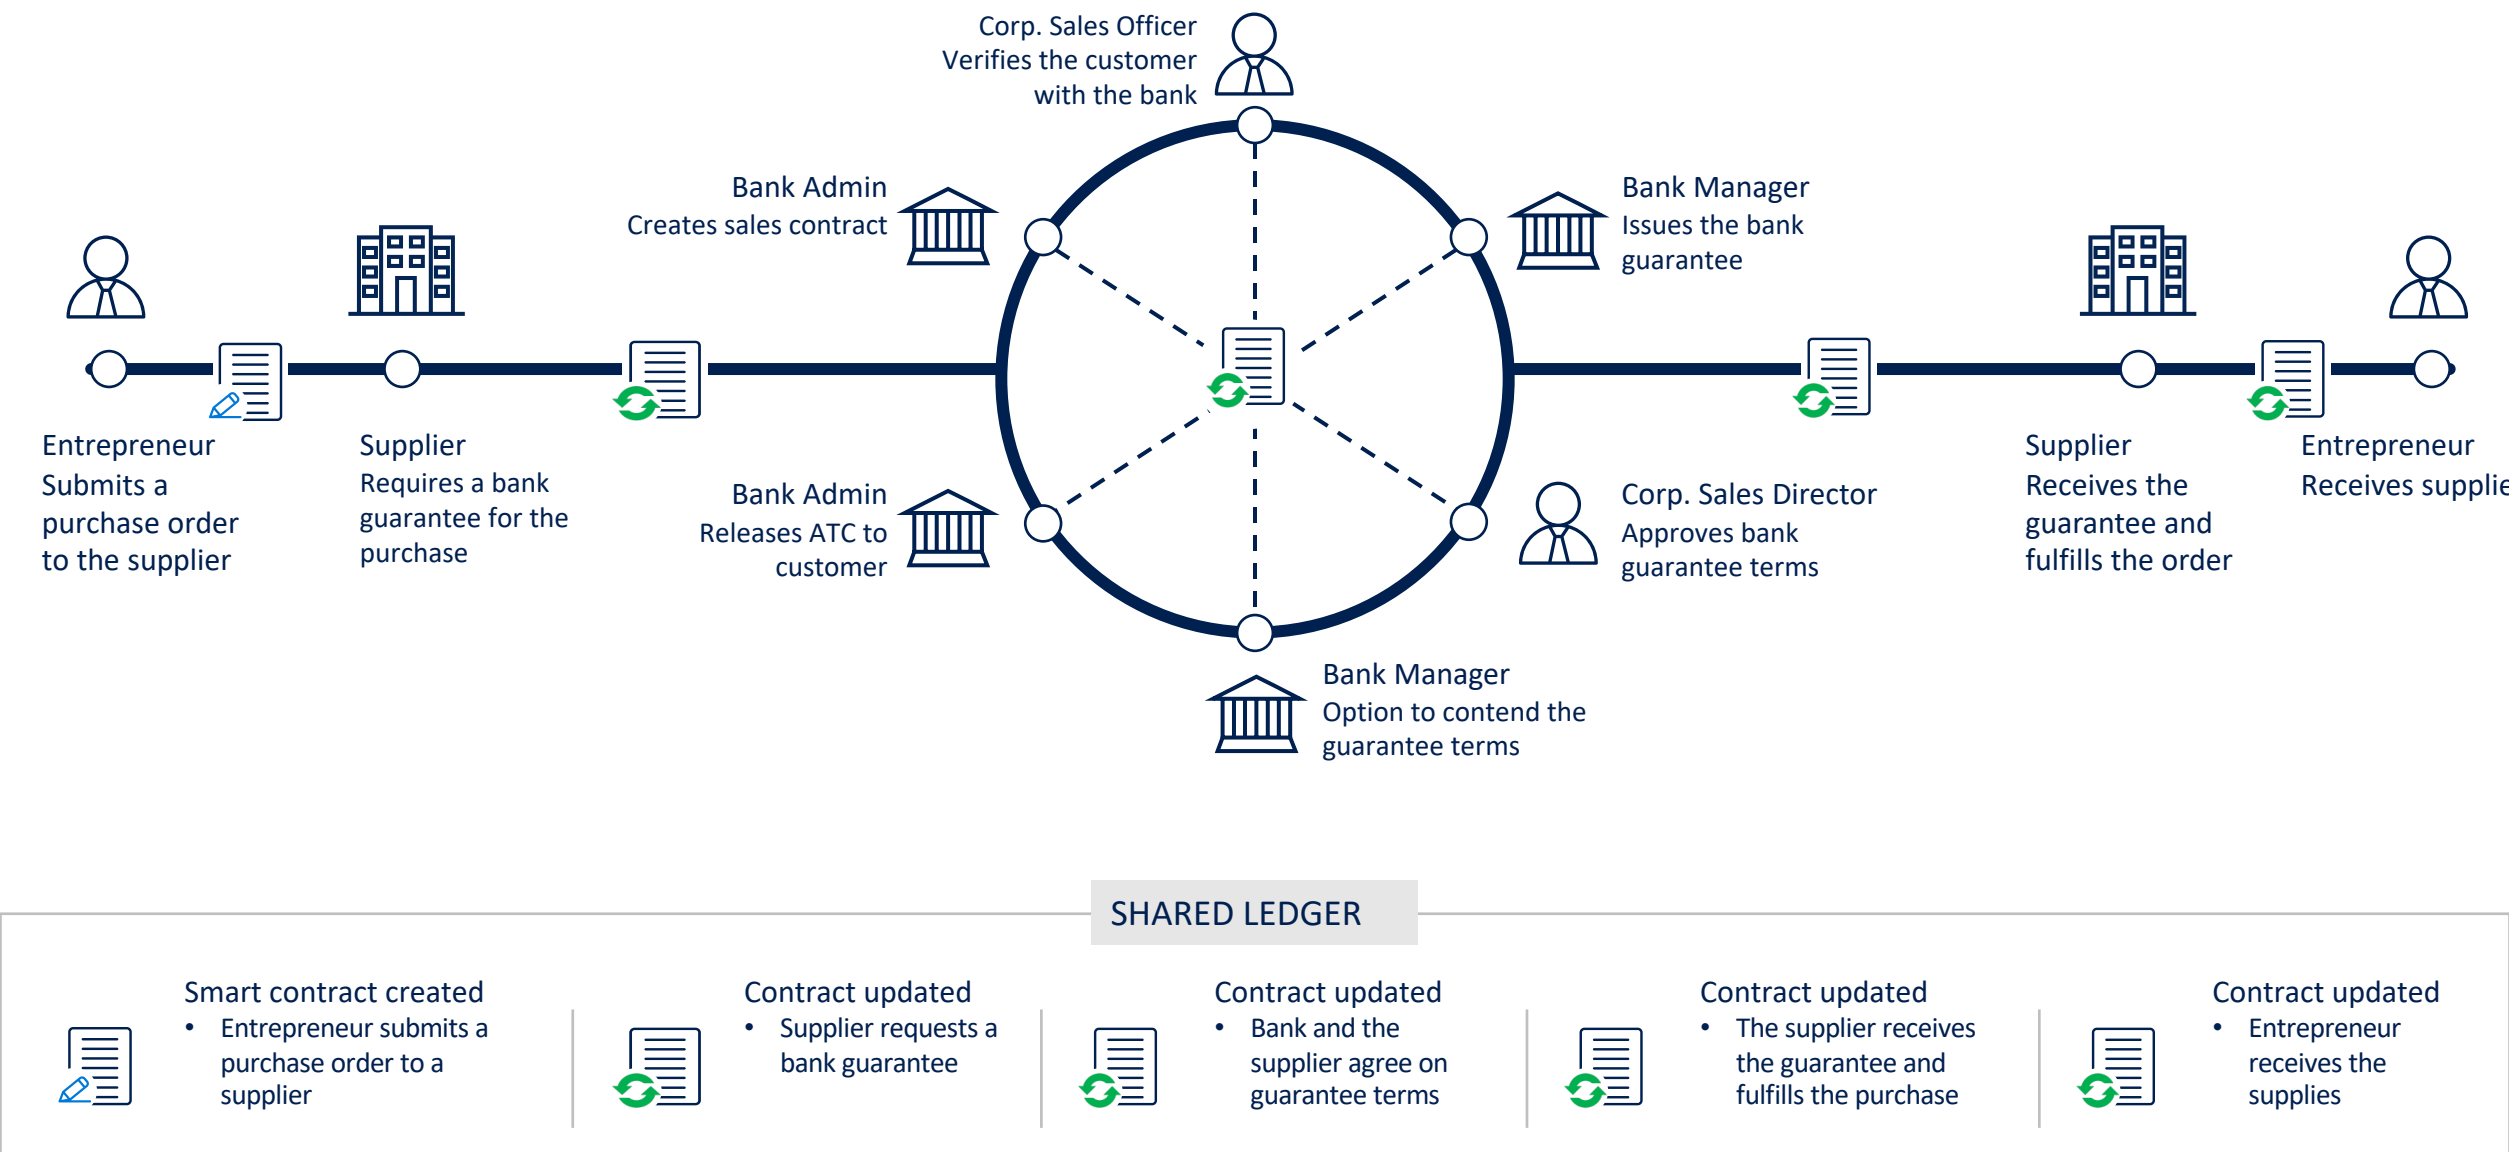 Corp. Sales Officer
Verifies the customer
with the bank
Bank Admin
Creates sales contract
Bank Manager
Issues the bank
guarantee
Entrepreneur
Submits a
purchase order
to the supplier
Supplier
Requires a bank
guarantee for the
purchase
Bank Admin
Releases ATC to
customer
Corp. Sales Director
Approves bank
guarantee terms
Supplier
Receives the
guarantee and
fulfills the order
Entrepreneur
Receives supplie
Bank Manager
Option to contend the
guarantee terms
SHARED LEDGER
Smart contract created
• Entrepreneur submits a
purchase order to a
supplier
Contract updated
• Supplier requests a
bank guarantee
Contract updated
• Bank and the
supplier agree on
guarantee terms
Contract updated
• The supplier receives
the guarantee and
fulfills the purchase
Contract updated
• Entrepreneur
receives the
supplies